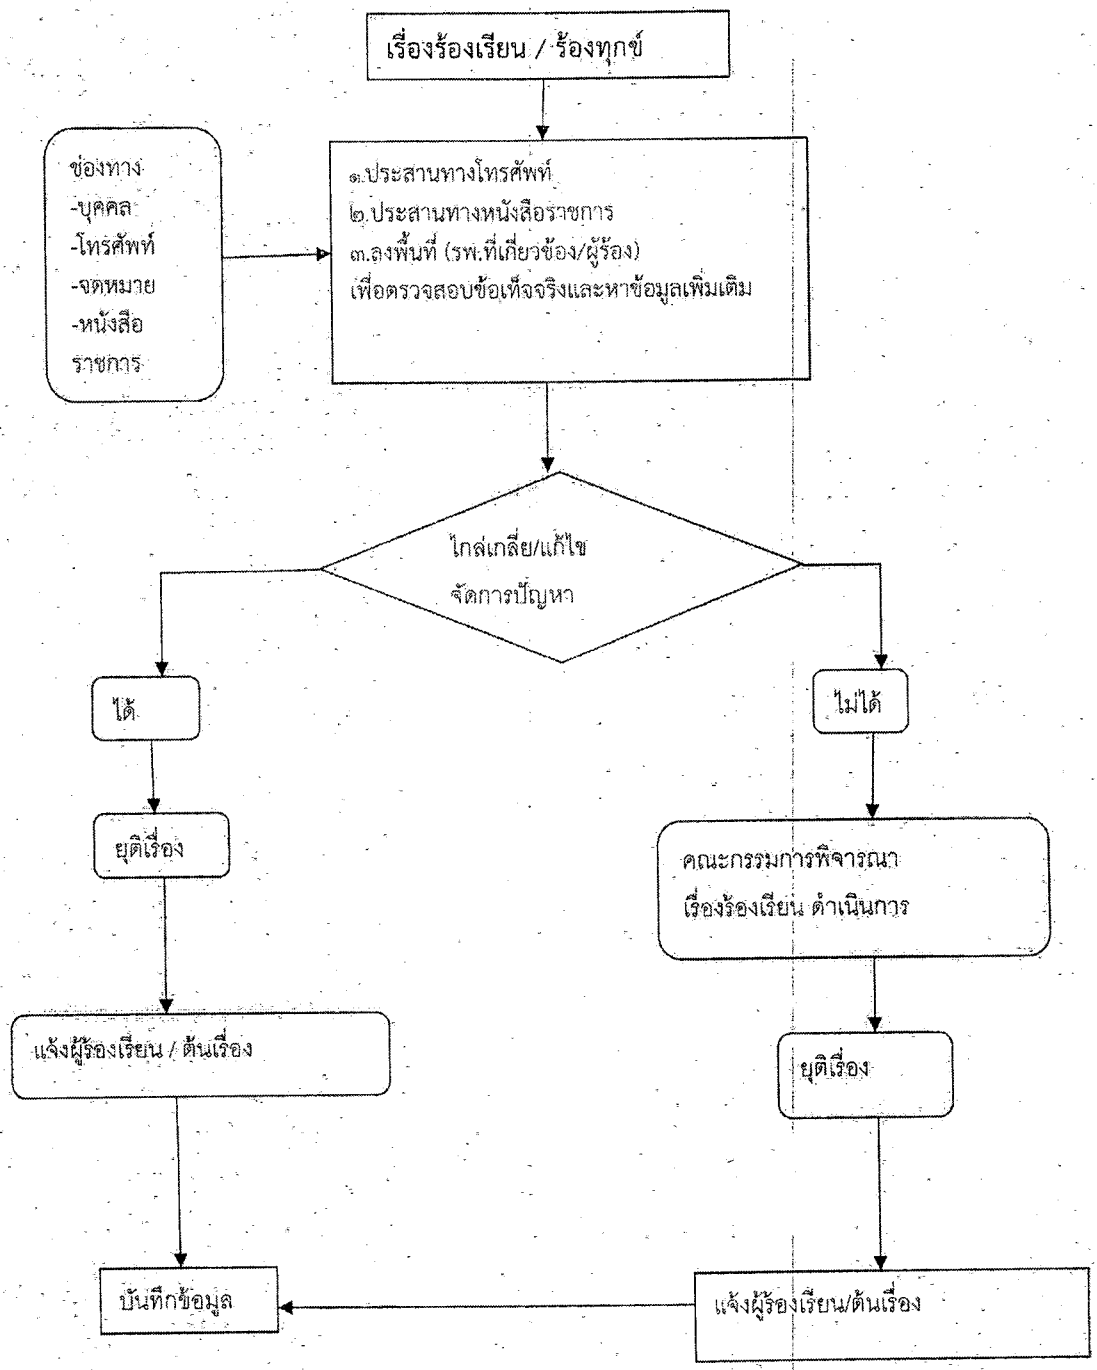 เรื่องร้องเรียน / ร้องทุกข์
ช่องทาง
-บุคคล
-โทรศัพท์
-จดหมาย
-หนังสือ
ราชการ
๑.ประสานทางโทรศัพท์
๒.ประสานทางหนังสือราชการ
๓.ลงพื้นที่ (รพ.ที่เกี่ยวข้อง/ผู้ร้อง)
เพื่อตรวจสอบข้อเท็จจริงและหาข้อมูลเพิ่มเติม
ไกล่เกลี่ย/แก้ไข
จัดการปัญหา
ได้
ไม่ได้
ยุติเรื่อง
คณะกรรมการพิจารณา
เรื่องร้องเรียน ดำเนินการ
แจ้งผู้ร้องเรียน / ต้นเรื่อง
ยุติเรื่อง
บันทึกข้อมูล
แจ้งผู้ร้องเรียน/ต้นเรื่อง